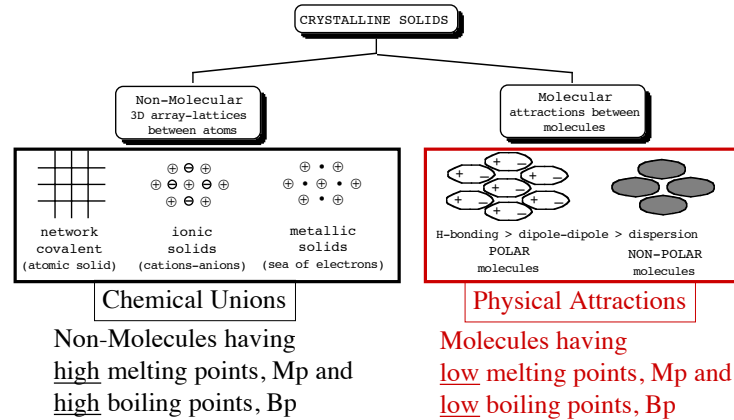 CRYSTALLINE SOLIDS
Non-Molecular
3D array-lattices
between atoms
Molecular
attractions between
molecules
network
covalent
(atomic solid)
ionic
solids
(cations-anions)
metallic
solids
(sea of electrons)
H-bonding > dipole-dipole > dispersion
POLAR
molecules
NON-POLAR
molecules
Chemical Unions
Non-Molecules having
high melting points, Mp and
high boiling points, Bp
Physical Attractions
Molecules having
low melting points, Mp and
low boiling points, Bp